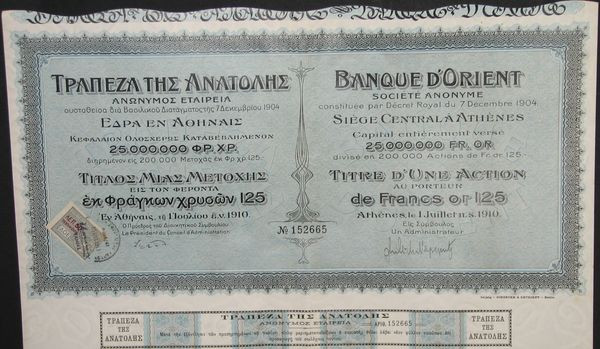 ΤΡΑΠΕΖΑ ΤΗΣ ΑΝΑΤΟΛΗΣ
ΑΝΩΝΥΜΟΣ ΕΤΑΙΡΕΙΑ
συσταθεῖσα διὰ Βασιλικοῦ Διατάγματος τῆς 7 Δεκεμβρίου 1904
ΕΔΡΑ ΕΝ ΑΘΗΝΑΙΣ
ΚΕΦΑΛΑΙΟΝ ΟΛΟΣΧΕΡΩΣ ΚΑΤΑΒΕΒΛΗΜΕΝΟΝ
25.000.000 ΦΡ. ΧΡ.
διῃρημένον εἰς 200.000 Μετοχὰς ἐκ Φρ. χρ. 125.
ΤΙΤΛΟΣ ΜΙΑΣ ΜΕΤΟΧΗΣ
ΕΙΣ ΤΟΝ ΦΕΡΟΝΤΑ
ἐκ Φράγκων χρυσῶν 125
Ἐν Ἀθήναις, τῇ Ἰουλίου ἔ.ν. 1910.
Ὁ Πρόεδρος τοῦ Διοικητικοῦ Συμβουλίου
Le Président du Conseil d'Administration
BANQUE D'ORIENT
SOCIÉTÉ ANONYME
constituée par Décret Royal du 7 Décembre 1904
SIÈGE CENTRAL À ATHÈNES
Capital entièrement versé
25.000.000 FR. OR
divisé en 200.000 Actions de Fr. or 125.
TITRE D'UNE ACTION
AU PORTEUR
de Francs or 125
Athènes, le 1 Juillet n.s. 1910.
Εἷς Σύμβουλος
Un Administrateur
№ 152665
ΤΡΑΠΕΖΑ ΤΗΣ ΑΝΑΤΟΛΗΣ
ΤΡΑΠΕΖΑ ΤΗΣ ΑΝΑΤΟΛΗΣ
ΑΝΩΝΥΜΟΣ ΕΤΑΙΡΕΙΑ
ΑΡΙΘ. 152665
ΤΡΑΠΕΖΑ ΤΗΣ ΑΝΑΤΟΛΗΣ